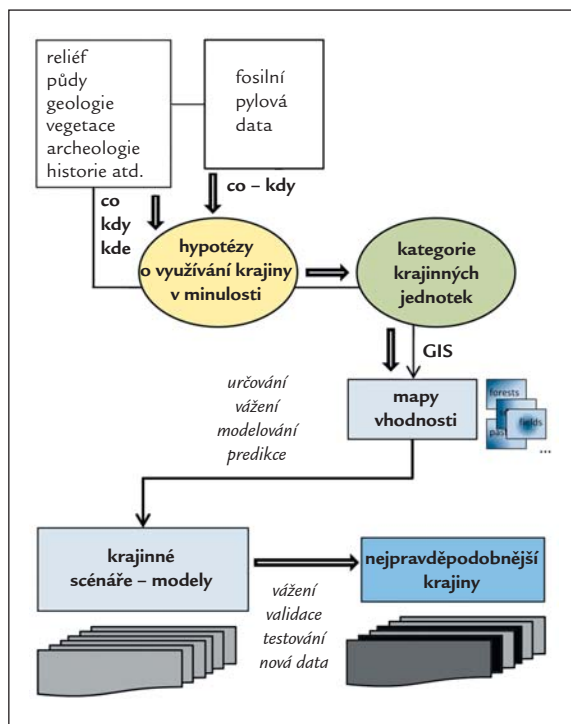 reliéf
půdy
geologie
vegetace
archeologie
historie atd.
fosilní
pylová
data
co
kdy
kde
co – kdy
hypotézy
o využívání krajiny
v minulosti
kategorie
krajinných
jednotek
GIS
určování
vážení
modelování
predikce
mapy
vhodnosti
forests
fields
...
krajinné
scénáře – modely
vážení
validace
testování
nová data
nejpravděpodobnější
krajiny